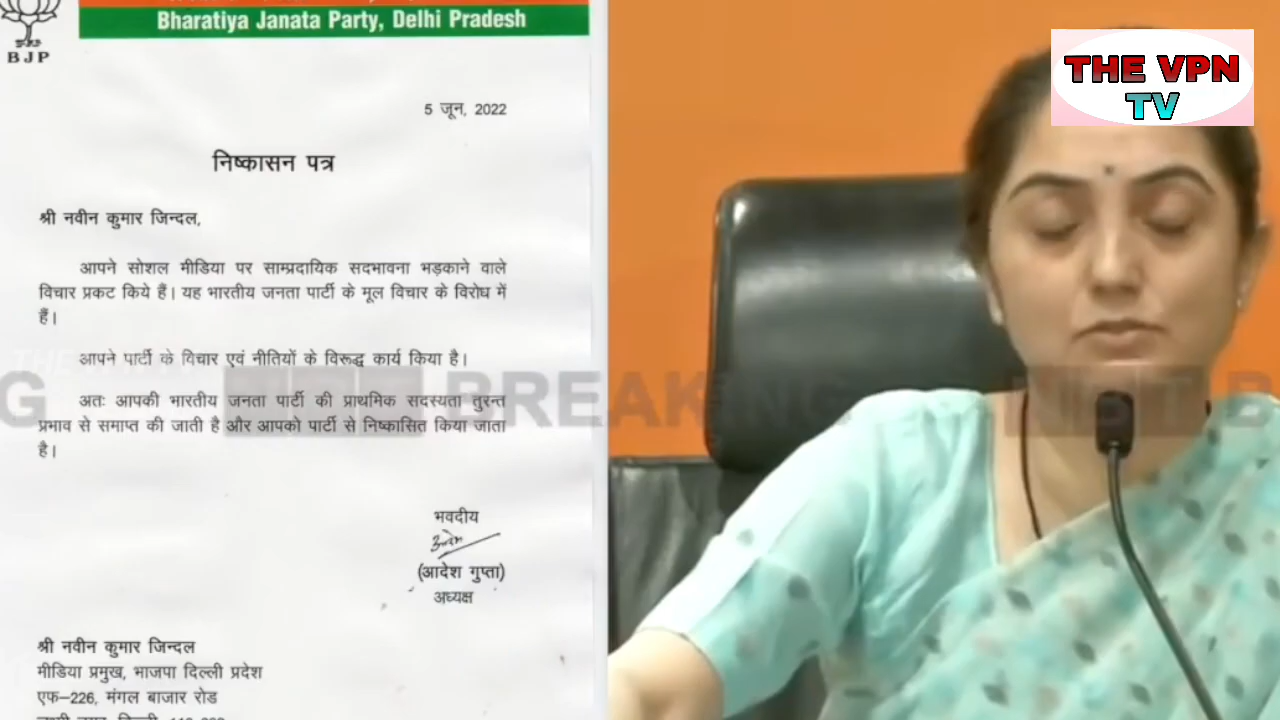 Bharatiya Janata Party, Delhi Pradesh
BJP
5 जून, 2022
निष्कासन पत्र
श्री नवीन कुमार जिन्दल,
आपने सोशल मीडिया पर साम्प्रदायिक सदभावना भड़काने वाले
विचार प्रकट किये हैं। यह भारतीय जनता पार्टी के मूल विचार के विरोध में
हैं।
आपने पार्टी के विचार एवं नीतियों के विरूद्ध कार्य किया है।
अतः आपकी भारतीय जनता पार्टी की प्राथमिक सदस्यता तुरन्त
प्रभाव से समाप्त की जाती है और आपको पार्टी से निष्कासित किया जाता
है।
भवदीय
(आदेश गुप्ता)
अध्यक्ष
श्री नवीन कुमार जिन्दल
मीडिया प्रमुख, भाजपा दिल्ली प्रदेश
एफ–226, मंगल बाजार रोड
THE VPN
TV
BREAKING